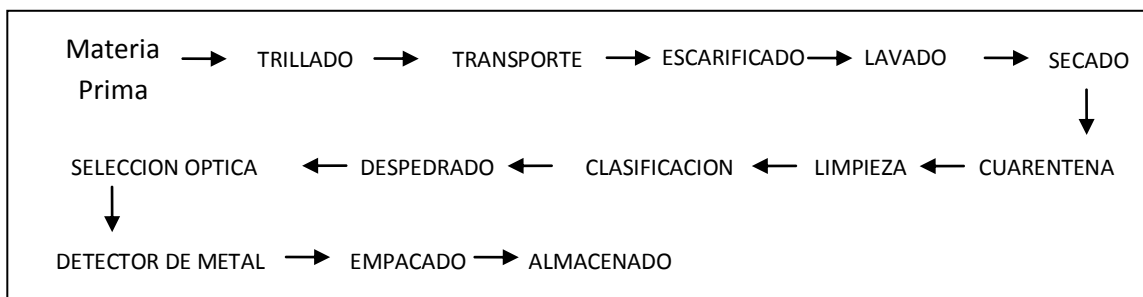 Materia Prima
TRILLADO
TRANSPORTE
ESCARIFICADO
LAVADO
SECADO
CUARENTENA
LIMPIEZA
CLASIFICACION
DESPEDRADO
SELECCION OPTICA
DETECTOR DE METAL
EMPACADO
ALMACENADO